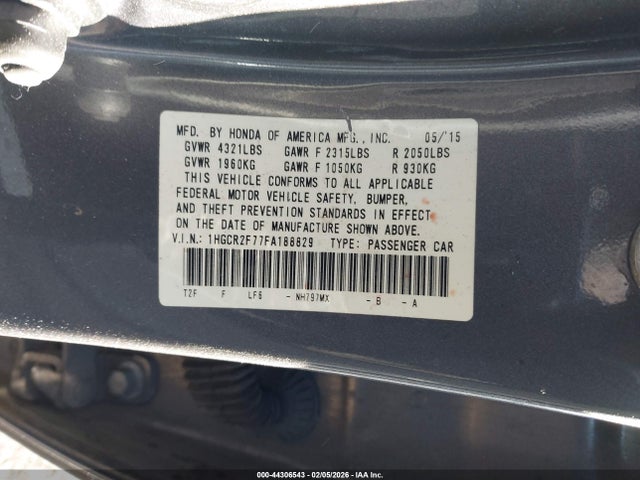 MFD. BY HONDA OF AMERICA MFG., INC. 05/'15
GVWR 4321LBS GAWR F 2315LBS R 2050LBS
GVWR 1960KG GAWR F 1050KG R 930KG
THIS VEHICLE CONFORMS TO ALL APPLICABLE
FEDERAL MOTOR VEHICLE SAFETY, BUMPER,
AND THEFT PREVENTION STANDARDS IN EFFECT
ON THE DATE OF MANUFACTURE SHOWN ABOVE.
V.I.N.: 1HGCR2F77FA188829 TYPE: PASSENGER CAR
T2F F LF6 - NH797MX - B - A
000-44306543 - 02/05/2026 - IAA Inc.